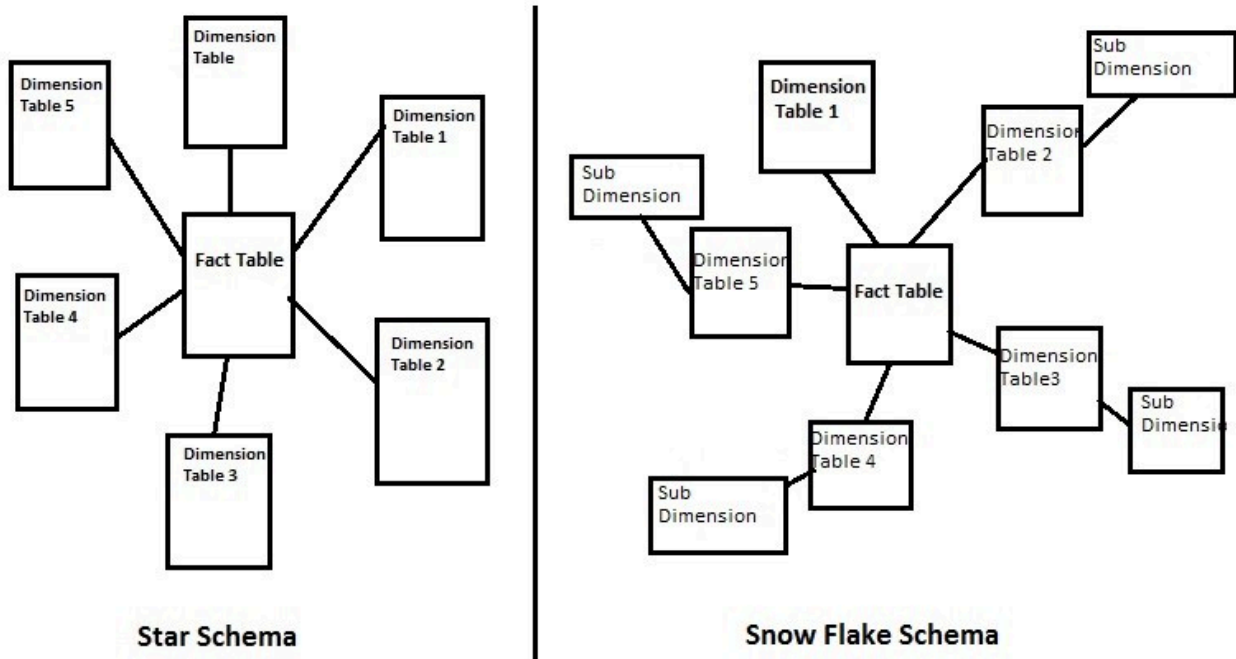 Dimension
Table
Dimension
Table 5
Dimension
Table 1
Fact Table
Dimension
Table 4
Dimension
Table 2
Dimension
Table 3
Star Schema
Sub
Dimension
Dimension
Table 1
Dimension
Table 2
Sub
Dimension
Dimension
Table 5
Fact Table
Dimension
Table3
Sub
Dimensio
Dimension
Table 4
Sub
Dimension
Snow Flake Schema